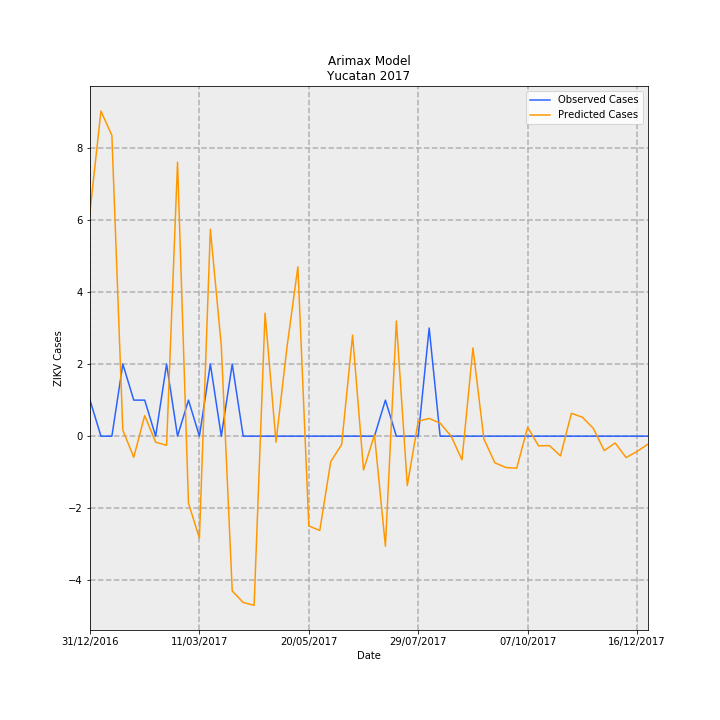 Arimax Model
Yucatan 2017
Observed Cases
Predicted Cases
ZIKV Cases
8
6
4
2
0
−2
−4
31/12/2016 11/03/2017 20/05/2017 29/07/2017 07/10/2017 16/12/2017
Date